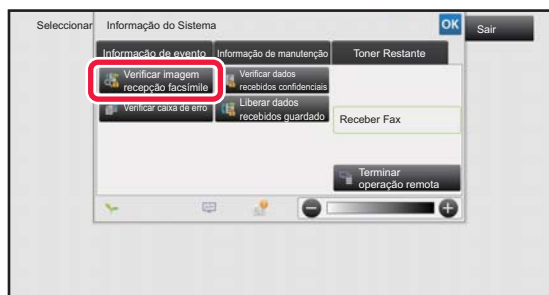 Seleccionar
Informação do Sistema
OK
Sair
Informação de evento
Informação de manutenção
Toner Restante
Verificar imagem
recepção facsímile
Verificar dados
recebidos confidenciais
Verificar caixa de erro
Liberar dados
recebidos guardado
Receber Fax
Terminar
operação remota